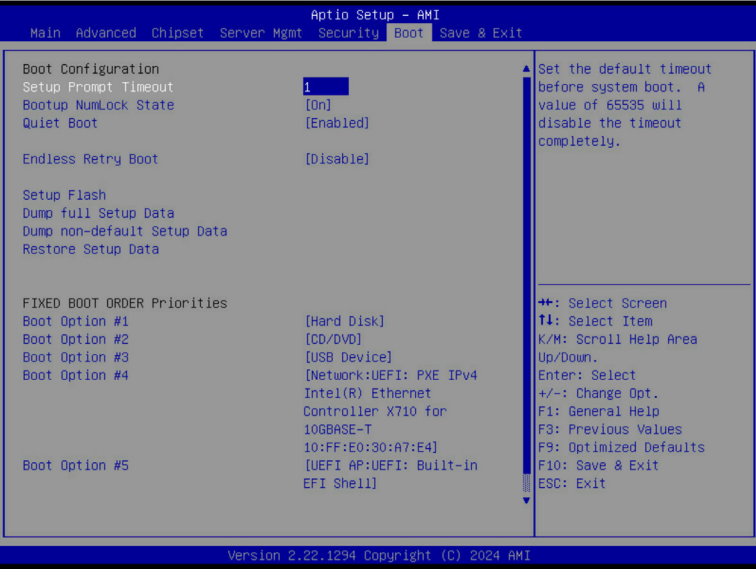 Aptio Setup – AMI
Main Advanced Chipset Server Mgmt Security Boot Save & Exit
Boot Configuration
Setup Prompt Timeout 1
Bootup NumLock State [On]
Quiet Boot [Enabled]
Endless Retry Boot [Disable]
Setup Flash
Dump full Setup Data
Dump non-default Setup Data
Restore Setup Data
FIXED BOOT ORDER Priorities
Boot Option #1 [Hard Disk]
Boot Option #2 [CD/DVD]
Boot Option #3 [USB Device]
Boot Option #4 [Network:UEFI: PXE IPv4
Intel(R) Ethernet
Controller X710 for
10GBASE-T
10:FF:E0:30:A7:E4]
Boot Option #5 [UEFI AP:UEFI: Built-in
EFI Shell]
Set the default timeout
before system boot. A
value of 65535 will
disable the timeout
completely.
→←: Select Screen
↑↓: Select Item
K/M: Scroll Help Area
Up/Down.
Enter: Select
+/-: Change Opt.
F1: General Help
F3: Previous Values
F9: Optimized Defaults
F10: Save & Exit
ESC: Exit
Version 2.22.1294 Copyright (C) 2024 AMI